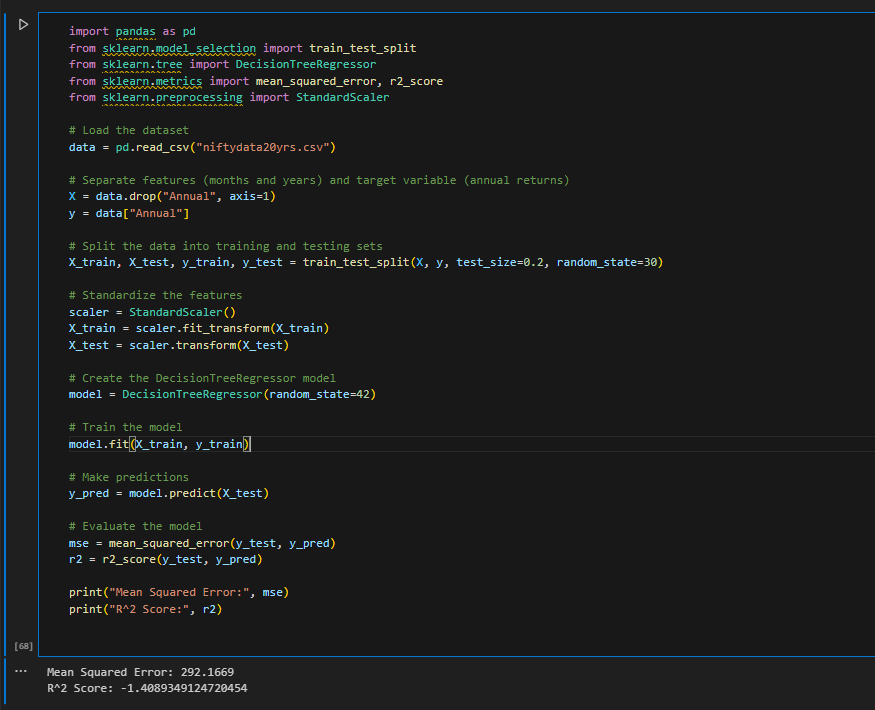 import pandas as pd
from sklearn.model_selection import train_test_split
from sklearn.tree import DecisionTreeRegressor
from sklearn.metrics import mean_squared_error, r2_score
from sklearn.preprocessing import StandardScaler
# Load the dataset
data = pd.read_csv("niftydata20yrs.csv")
# Separate features (months and years) and target variable (annual returns)
X = data.drop("Annual", axis=1)
y = data["Annual"]
# Split the data into training and testing sets
X_train, X_test, y_train, y_test = train_test_split(X, y, test_size=0.2, random_state=30)
# Standardize the features
scaler = StandardScaler()
X_train = scaler.fit_transform(X_train)
X_test = scaler.transform(X_test)
# Create the DecisionTreeRegressor model
model = DecisionTreeRegressor(random_state=42)
# Train the model
model.fit(X_train, y_train)
# Make predictions
y_pred = model.predict(X_test)
# Evaluate the model
mse = mean_squared_error(y_test, y_pred)
r2 = r2_score(y_test, y_pred)
print("Mean Squared Error:", mse)
print("R^2 Score:", r2)
[68]
... Mean Squared Error: 292.1669
R^2 Score: -1.4089349124720454